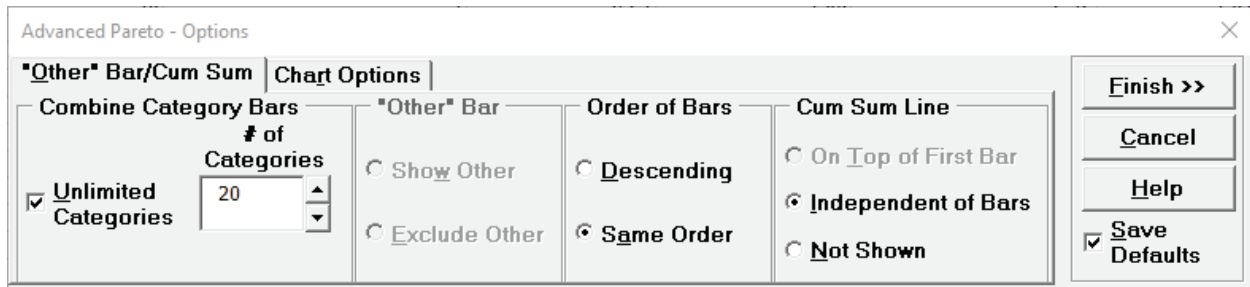 Advanced Pareto - Options
"Other" Bar/Cum Sum
Chart Options
Combine Category Bars
# of
Categories
Unlimited
Categories
20
"Other" Bar
Show Other
Exclude Other
Order of Bars
Descending
Same Order
Cum Sum Line
On Top of First Bar
Independent of Bars
Not Shown
Finish >>
Cancel
Help
Save
Defaults